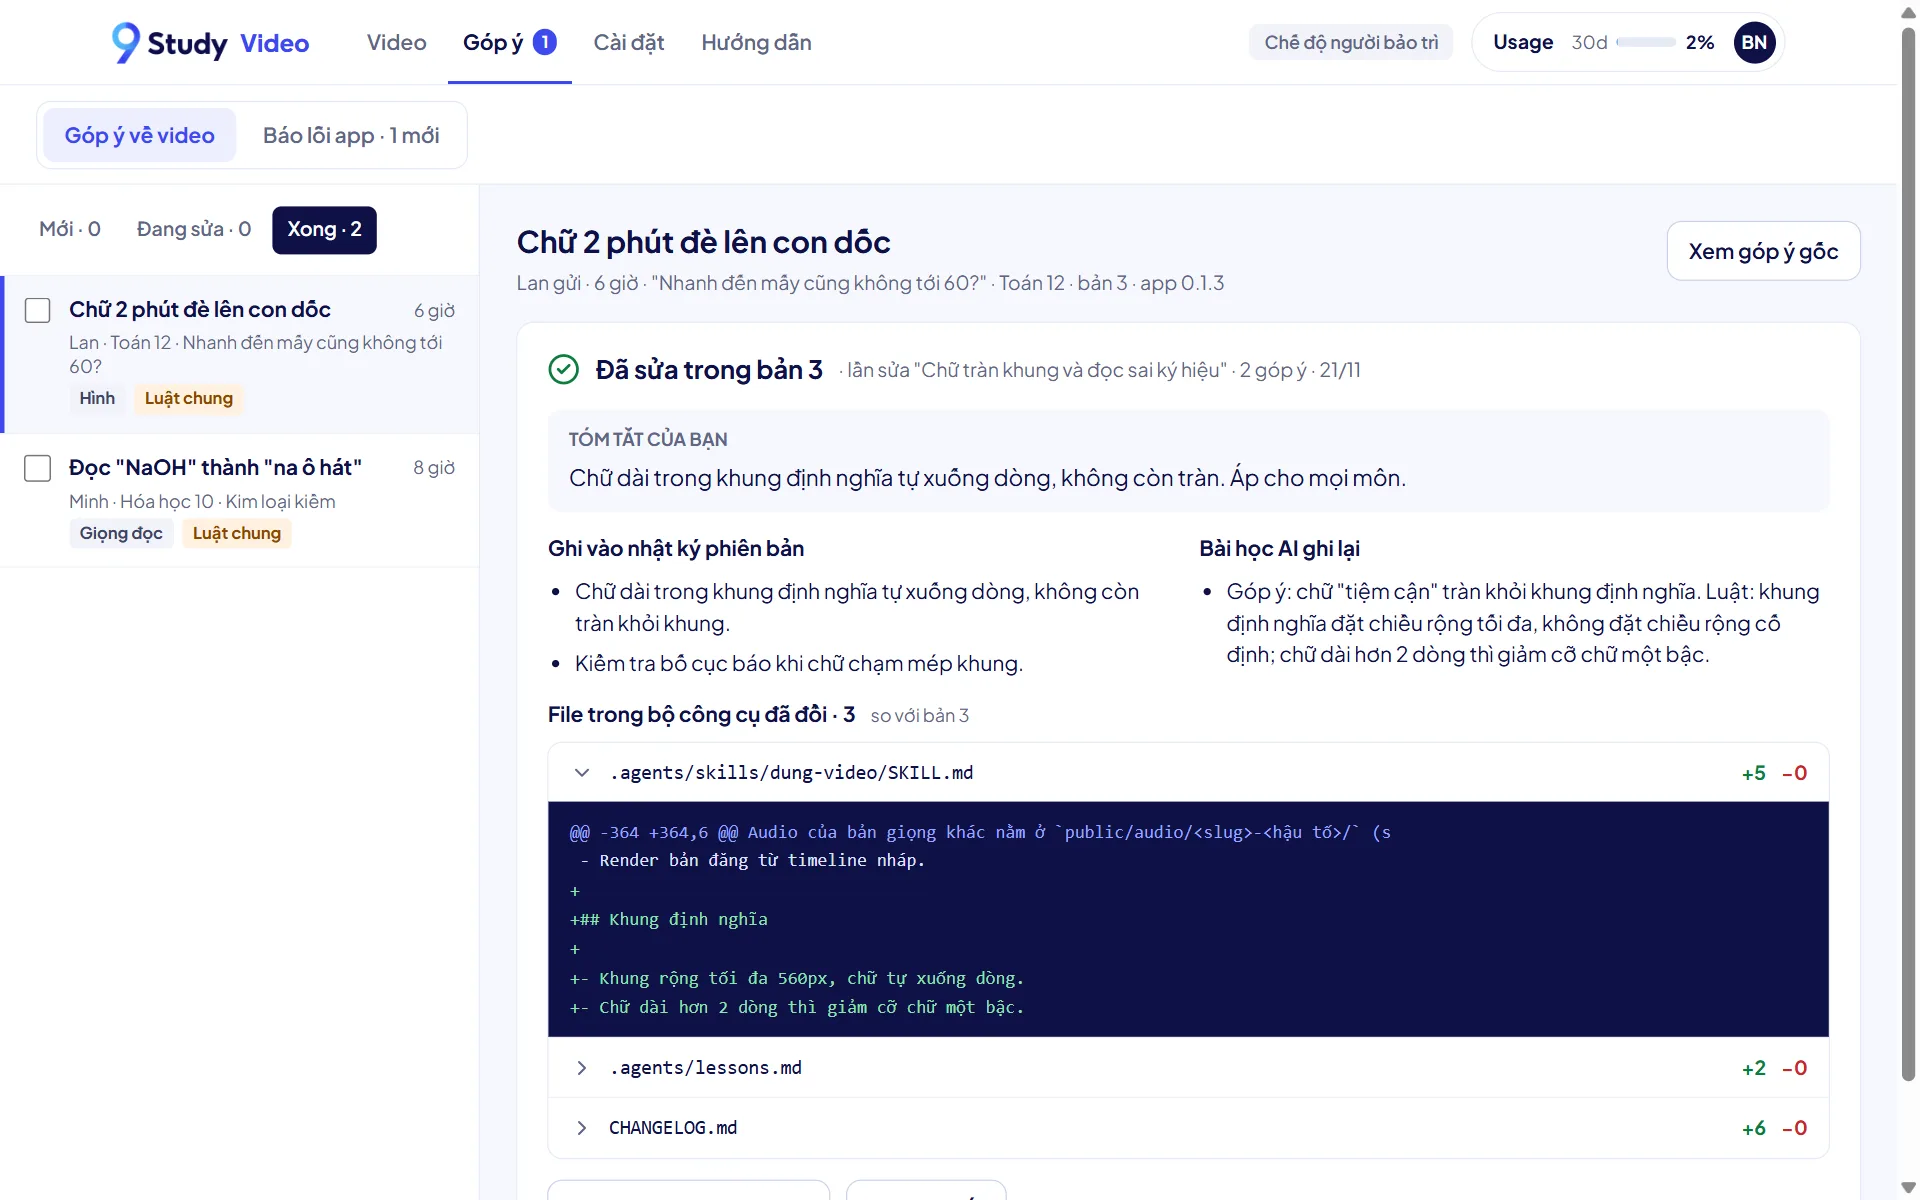 9 Study Video
Video
Góp ý 1
Cài đặt
Hướng dẫn
Chế độ người bảo trì
Usage 30d 2% BN
Góp ý về video
Báo lỗi app · 1 mới
Mới · 0
Đang sửa · 0
Xong · 2
Chữ 2 phút đè lên con dốc 6 giờ
Lan · Toán 12 · Nhanh đến mấy cũng không tới
60?
Hình Luật chung
Đọc "NaOH" thành "na ô hát" 8 giờ
Minh · Hóa học 10 · Kim loại kiềm
Giọng đọc Luật chung
Chữ 2 phút đè lên con dốc
Lan gửi · 6 giờ · "Nhanh đến mấy cũng không tới 60?" · Toán 12 · bản 3 · app 0.1.3
Xem góp ý gốc
Đã sửa trong bản 3 · lần sửa "Chữ tràn khung và đọc sai ký hiệu" · 2 góp ý · 21/11
TÓM TẮT CỦA BẠN
Chữ dài trong khung định nghĩa tự xuống dòng, không còn tràn. Áp cho mọi môn.
Ghi vào nhật ký phiên bản
• Chữ dài trong khung định nghĩa tự xuống dòng, không còn
tràn khỏi khung.
• Kiểm tra bố cục báo khi chữ chạm mép khung.
Bài học AI ghi lại
• Góp ý: chữ "tiệm cận" tràn khỏi khung định nghĩa. Luật: khung
định nghĩa đặt chiều rộng tối đa, không đặt chiều rộng cố
định; chữ dài hơn 2 dòng thì giảm cỡ chữ một bậc.
File trong bộ công cụ đã đổi · 3 so với bản 3
.agents/skills/dung-video/SKILL.md +5 −0
@@ -364 +364,6 @@ Audio của bản giọng khác nằm ở `public/audio/<slug>-<hậu tố>/` (s
- Render bản đăng từ timeline nháp.
+
+## Khung định nghĩa
+
+- Khung rộng tối đa 560px, chữ tự xuống dòng.
+- Chữ dài hơn 2 dòng thì giảm cỡ chữ một bậc.
.agents/lessons.md +2 −0
CHANGELOG.md +6 −0